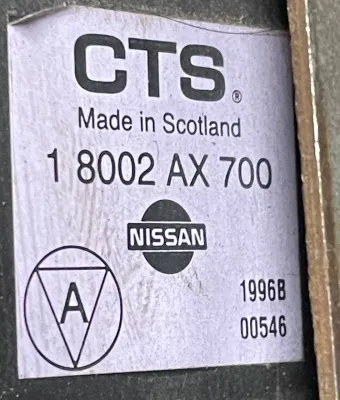 CTS®
Made in Scotland
1 8002 AX 700
NISSAN
A
1996B
00546